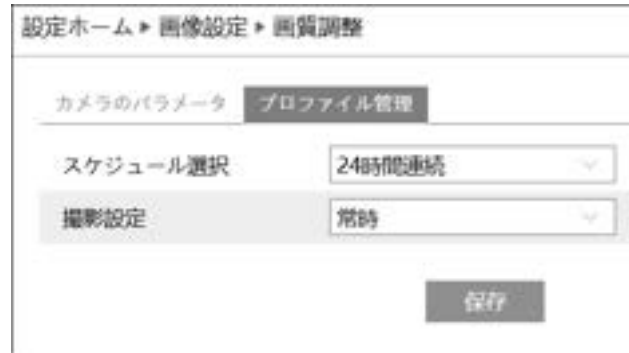 設定ホーム ▶ 画像設定 ▶ 画質調整
カメラのパラメータ プロファイル管理
スケジュール選択 24時間連続
撮影設定 常時
保存